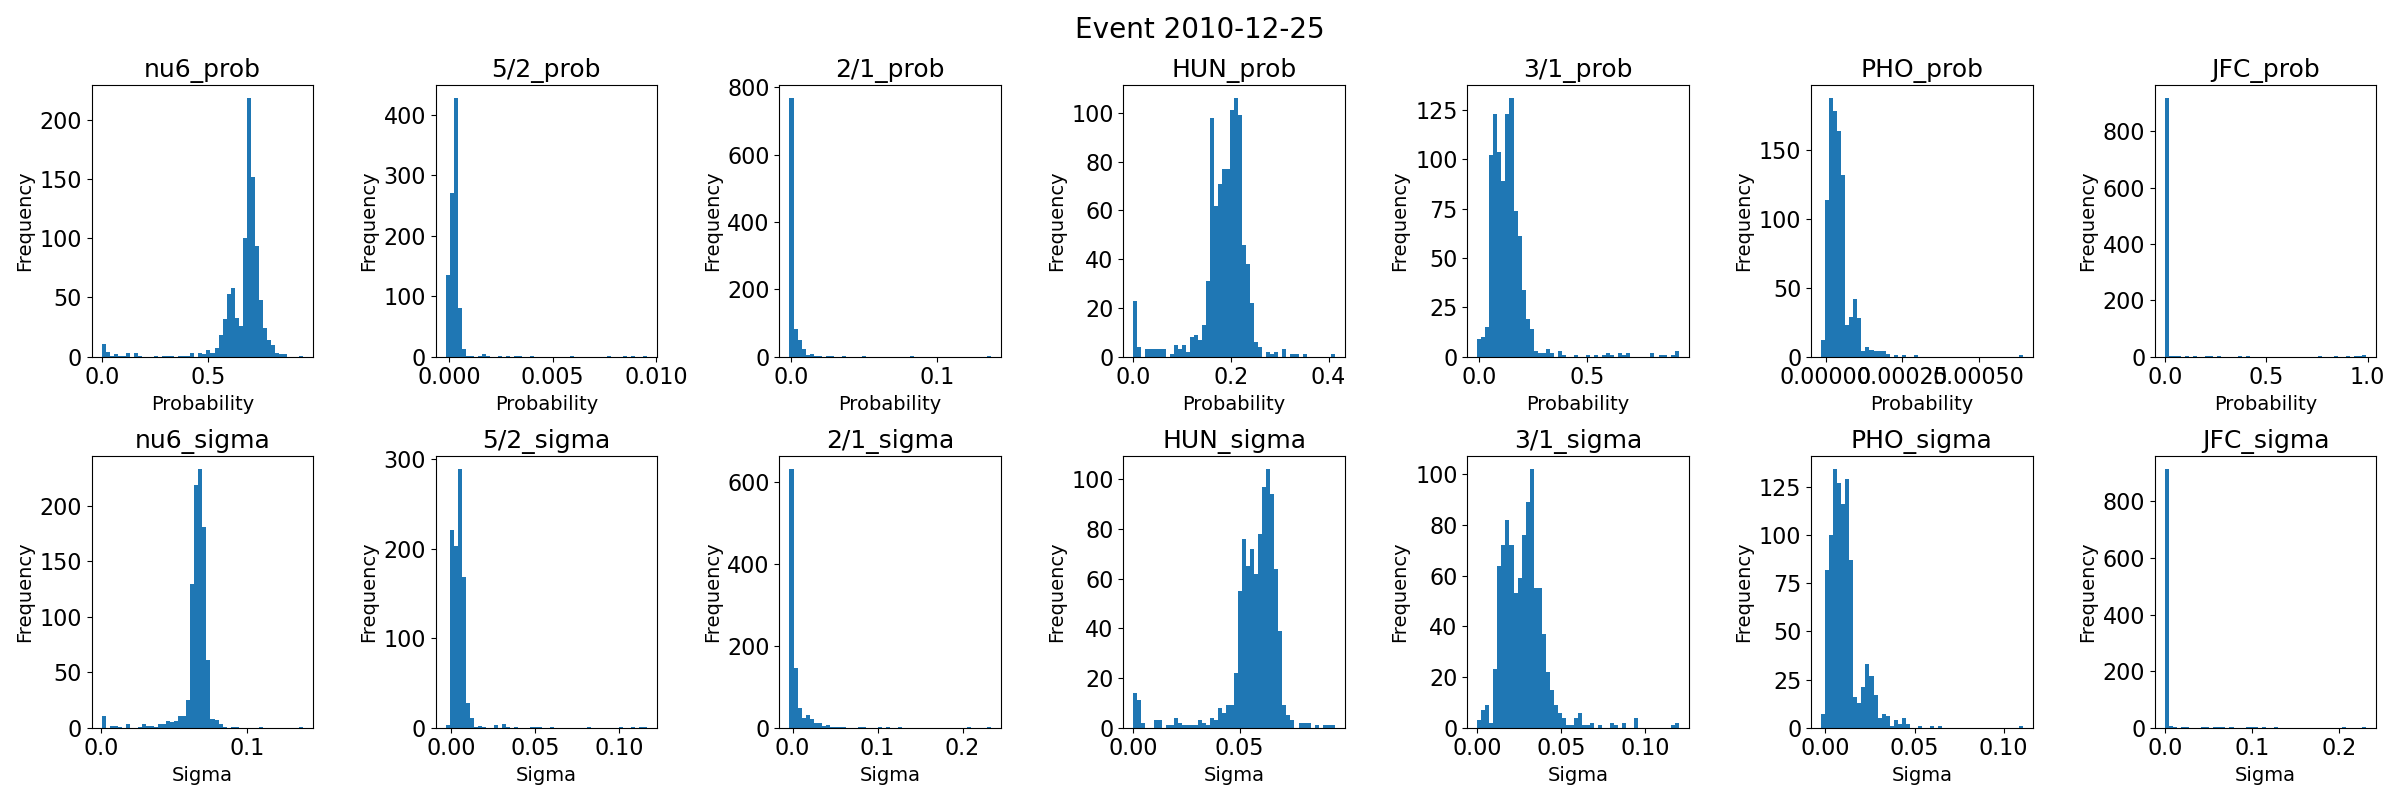 Event 2010-12-25
nu6_prob 5/2_prob 2/1_prob HUN_prob 3/1_prob PHO_prob JFC_prob
Frequency Frequency Frequency Frequency Frequency Frequency Frequency
200 150 100 50 0
400 300 200 100 0
800 600 400 200 0
100 80 60 40 20 0
125 100 75 50 25 0
150 100 50 0
800 600 400 200 0
0.0 0.5 0.000 0.005 0.010 0.0 0.1 0.0 0.2 0.4 0.0 0.5 0.00000 0.00025 0.00050 0.0 0.5 1.0
Probability Probability Probability Probability Probability Probability Probability
nu6_sigma 5/2_sigma 2/1_sigma HUN_sigma 3/1_sigma PHO_sigma JFC_sigma
Frequency Frequency Frequency Frequency Frequency Frequency Frequency
200 150 100 50 0
300 200 100 0
600 400 200 0
100 80 60 40 20 0
100 80 60 40 20 0
125 100 75 50 25 0
800 600 400 200 0
0.0 0.1 0.00 0.05 0.10 0.0 0.1 0.2 0.00 0.05 0.00 0.05 0.10 0.00 0.05 0.10 0.0 0.1 0.2
Sigma Sigma Sigma Sigma Sigma Sigma Sigma